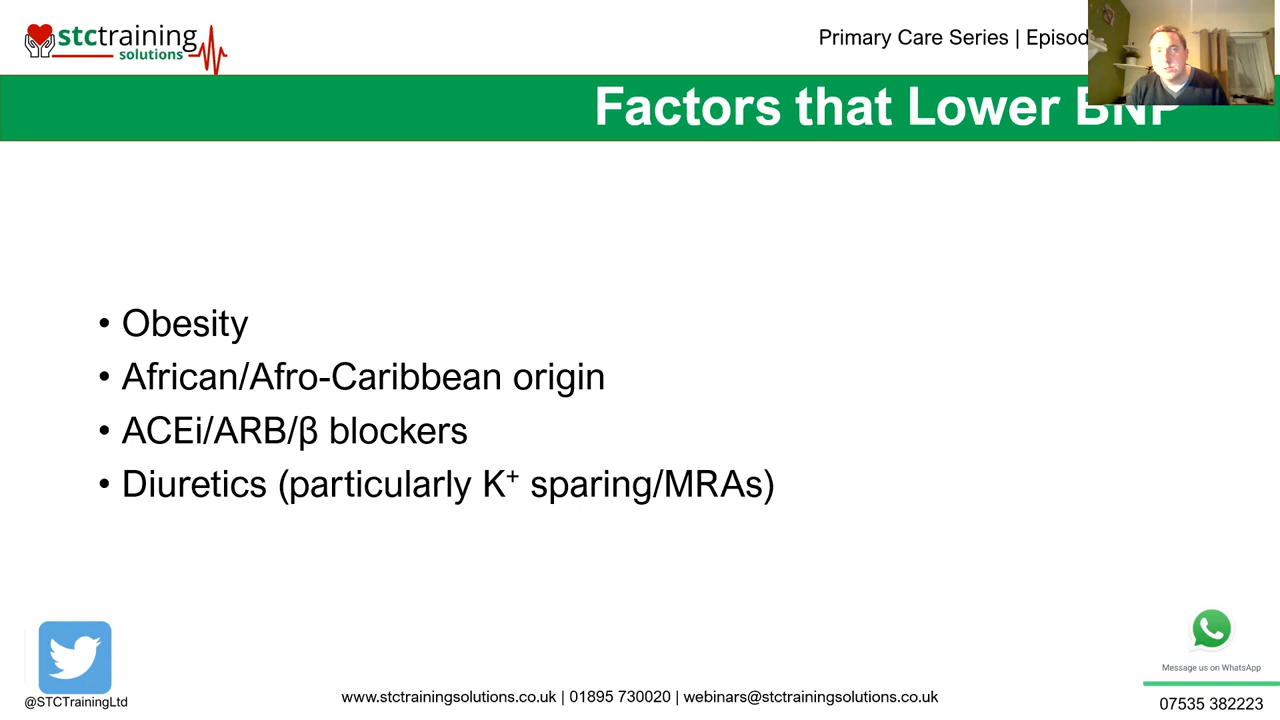 stctraining
solutions
Primary Care Series |
Factors that Lower BNP
• Obesity
• African/Afro-Caribbean origin
• ACEi/ARB/β blockers
• Diuretics (particularly K⁺ sparing/MRAs)
@STCTrainingLtd
www.stctrainingsolutions.co.uk | 01895 730020 | webinars@stctrainingsolutions.co.uk
Message us on WhatsApp
07535 382223